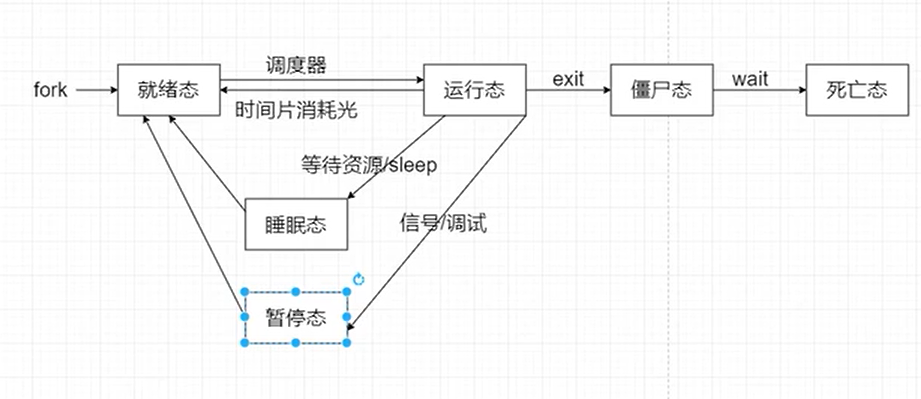 调度器
fork
就绪态
运行态
exit
僵尸态
wait
死亡态
时间片消耗光
等待资源/sleep
睡眠态
信号/调试
暂停态